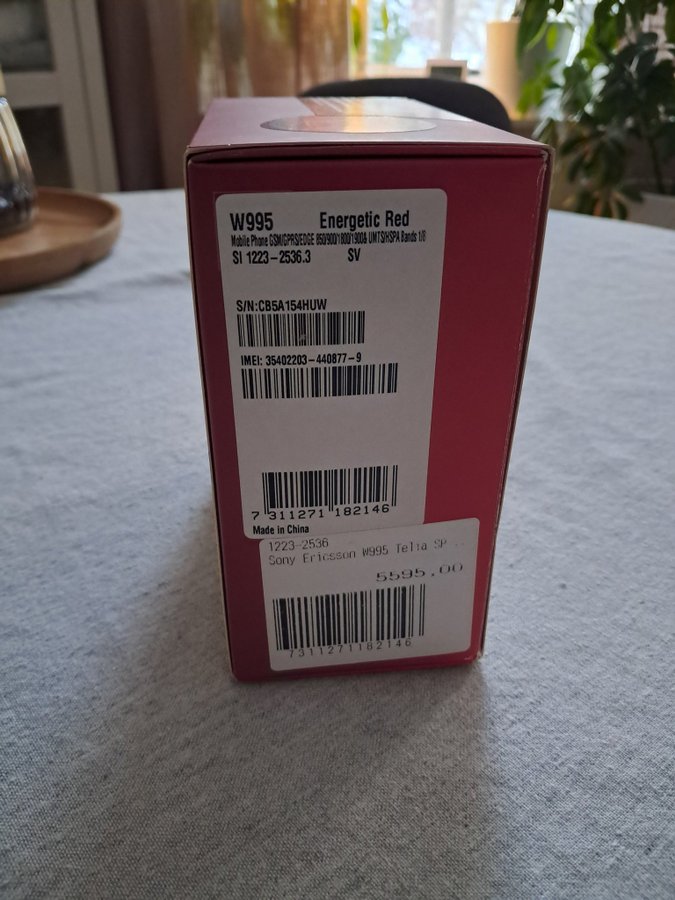 W995 Energetic Red
Mobile Phone GSM/GPRS/EDGE 850/900/1800/1900& UMTS/HSPA Bands 1/8
SI 1223-2536.3 SV
S/N:CB5A154HUW
IMEI: 35402203-440877-9
7 311271 182146
Made in China
1223-2536
Sony Ericsson W995 Telia SP ..
5595.00
7311271182146